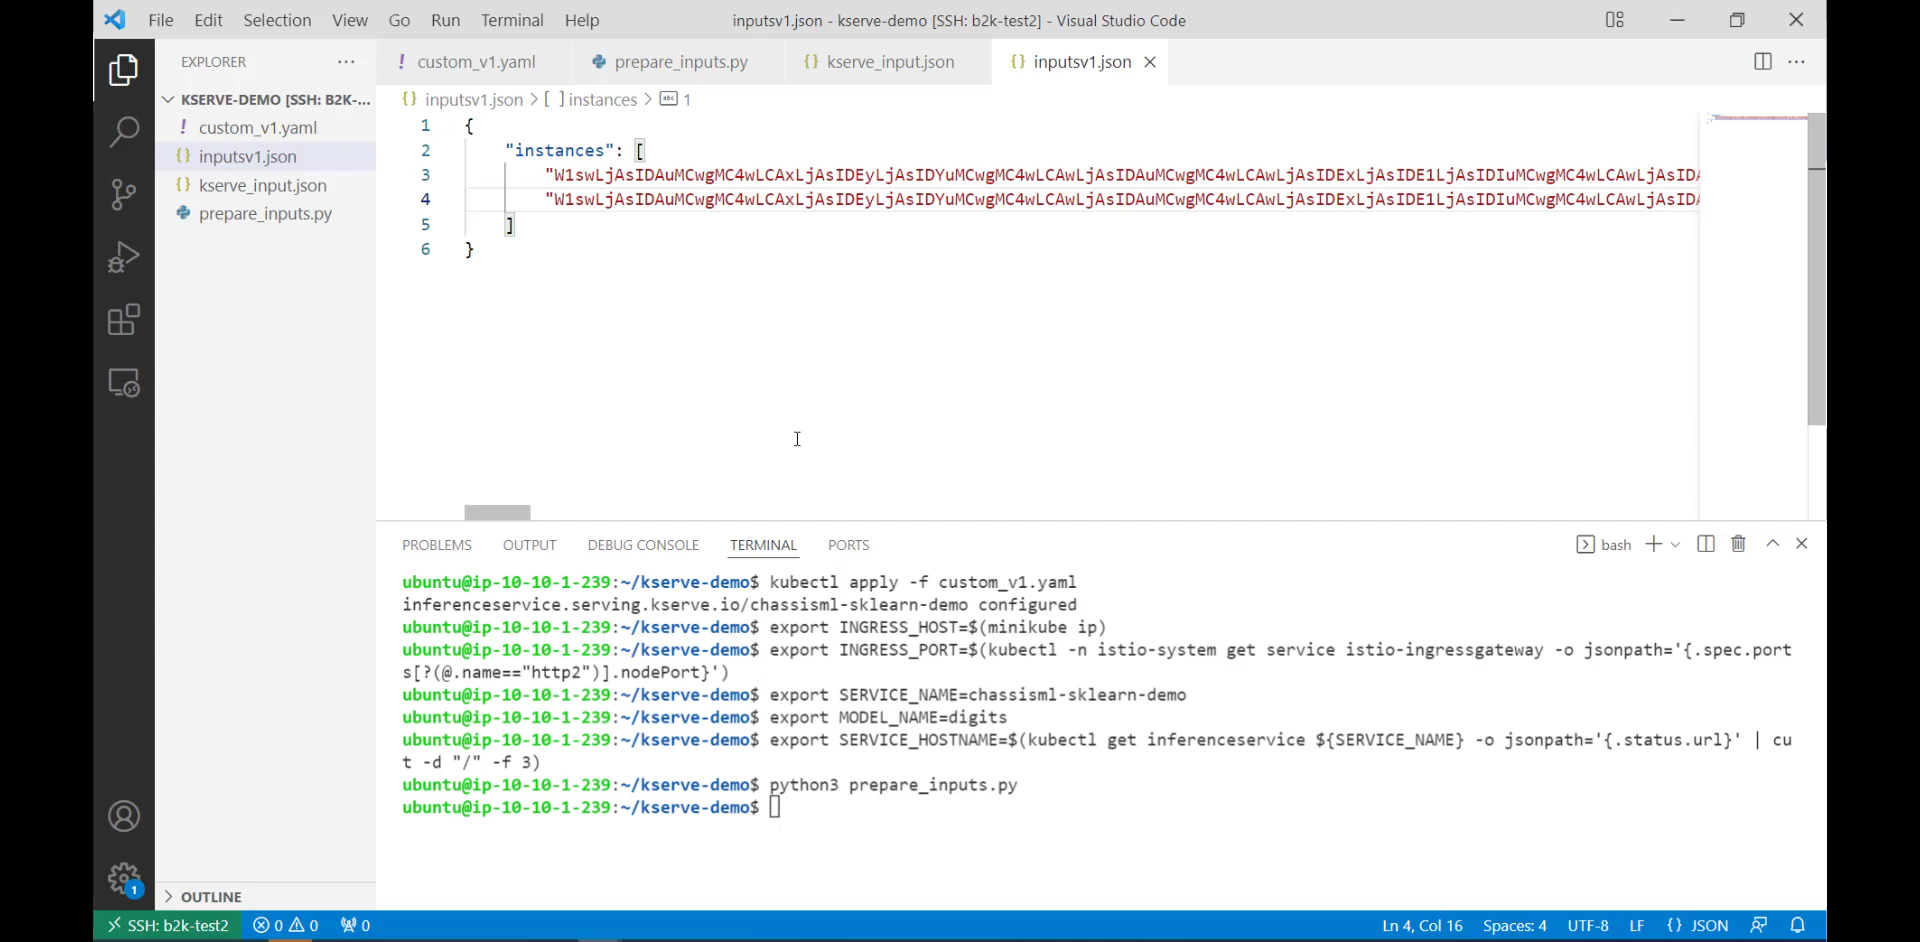 File Edit Selection View Go Run Terminal Help
inputsv1.json - kserve-demo [SSH: b2k-test2] - Visual Studio Code
EXPLORER
KSERVE-DEMO [SSH: B2K-...
! custom_v1.yaml
{} inputsv1.json
{} kserve_input.json
prepare_inputs.py
OUTLINE
! custom_v1.yaml
prepare_inputs.py
{} kserve_input.json
{} inputsv1.json
{} inputsv1.json > [ ] instances > abc 1
1 {
2 "instances": [
3 "W1swLjAsIDAuMCwgMC4wLCAxLjAsIDEyLjAsIDYuMCwgMC4wLCAwLjAsIDAuMCwgMC4wLCAwLjAsIDExLjAsIDE1LjAsIDIuMCwgMC4wLCAwLjAsIDA
4 "W1swLjAsIDAuMCwgMC4wLCAxLjAsIDEyLjAsIDYuMCwgMC4wLCAwLjAsIDAuMCwgMC4wLCAwLjAsIDExLjAsIDE1LjAsIDIuMCwgMC4wLCAwLjAsIDA
5 ]
6 }
PROBLEMS OUTPUT DEBUG CONSOLE TERMINAL PORTS
bash
ubuntu@ip-10-10-1-239:~/kserve-demo$ kubectl apply -f custom_v1.yaml
inferenceservice.serving.kserve.io/chassisml-sklearn-demo configured
ubuntu@ip-10-10-1-239:~/kserve-demo$ export INGRESS_HOST=$(minikube ip)
ubuntu@ip-10-10-1-239:~/kserve-demo$ export INGRESS_PORT=$(kubectl -n istio-system get service istio-ingressgateway -o jsonpath='{.spec.port
s[?(@.name=="http2")].nodePort}')
ubuntu@ip-10-10-1-239:~/kserve-demo$ export SERVICE_NAME=chassisml-sklearn-demo
ubuntu@ip-10-10-1-239:~/kserve-demo$ export MODEL_NAME=digits
ubuntu@ip-10-10-1-239:~/kserve-demo$ export SERVICE_HOSTNAME=$(kubectl get inferenceservice ${SERVICE_NAME} -o jsonpath='{.status.url}' | cu
t -d "/" -f 3)
ubuntu@ip-10-10-1-239:~/kserve-demo$ python3 prepare_inputs.py
ubuntu@ip-10-10-1-239:~/kserve-demo$
1
SSH: b2k-test2 0 0 0
Ln 4, Col 16 Spaces: 4 UTF-8 LF {} JSON